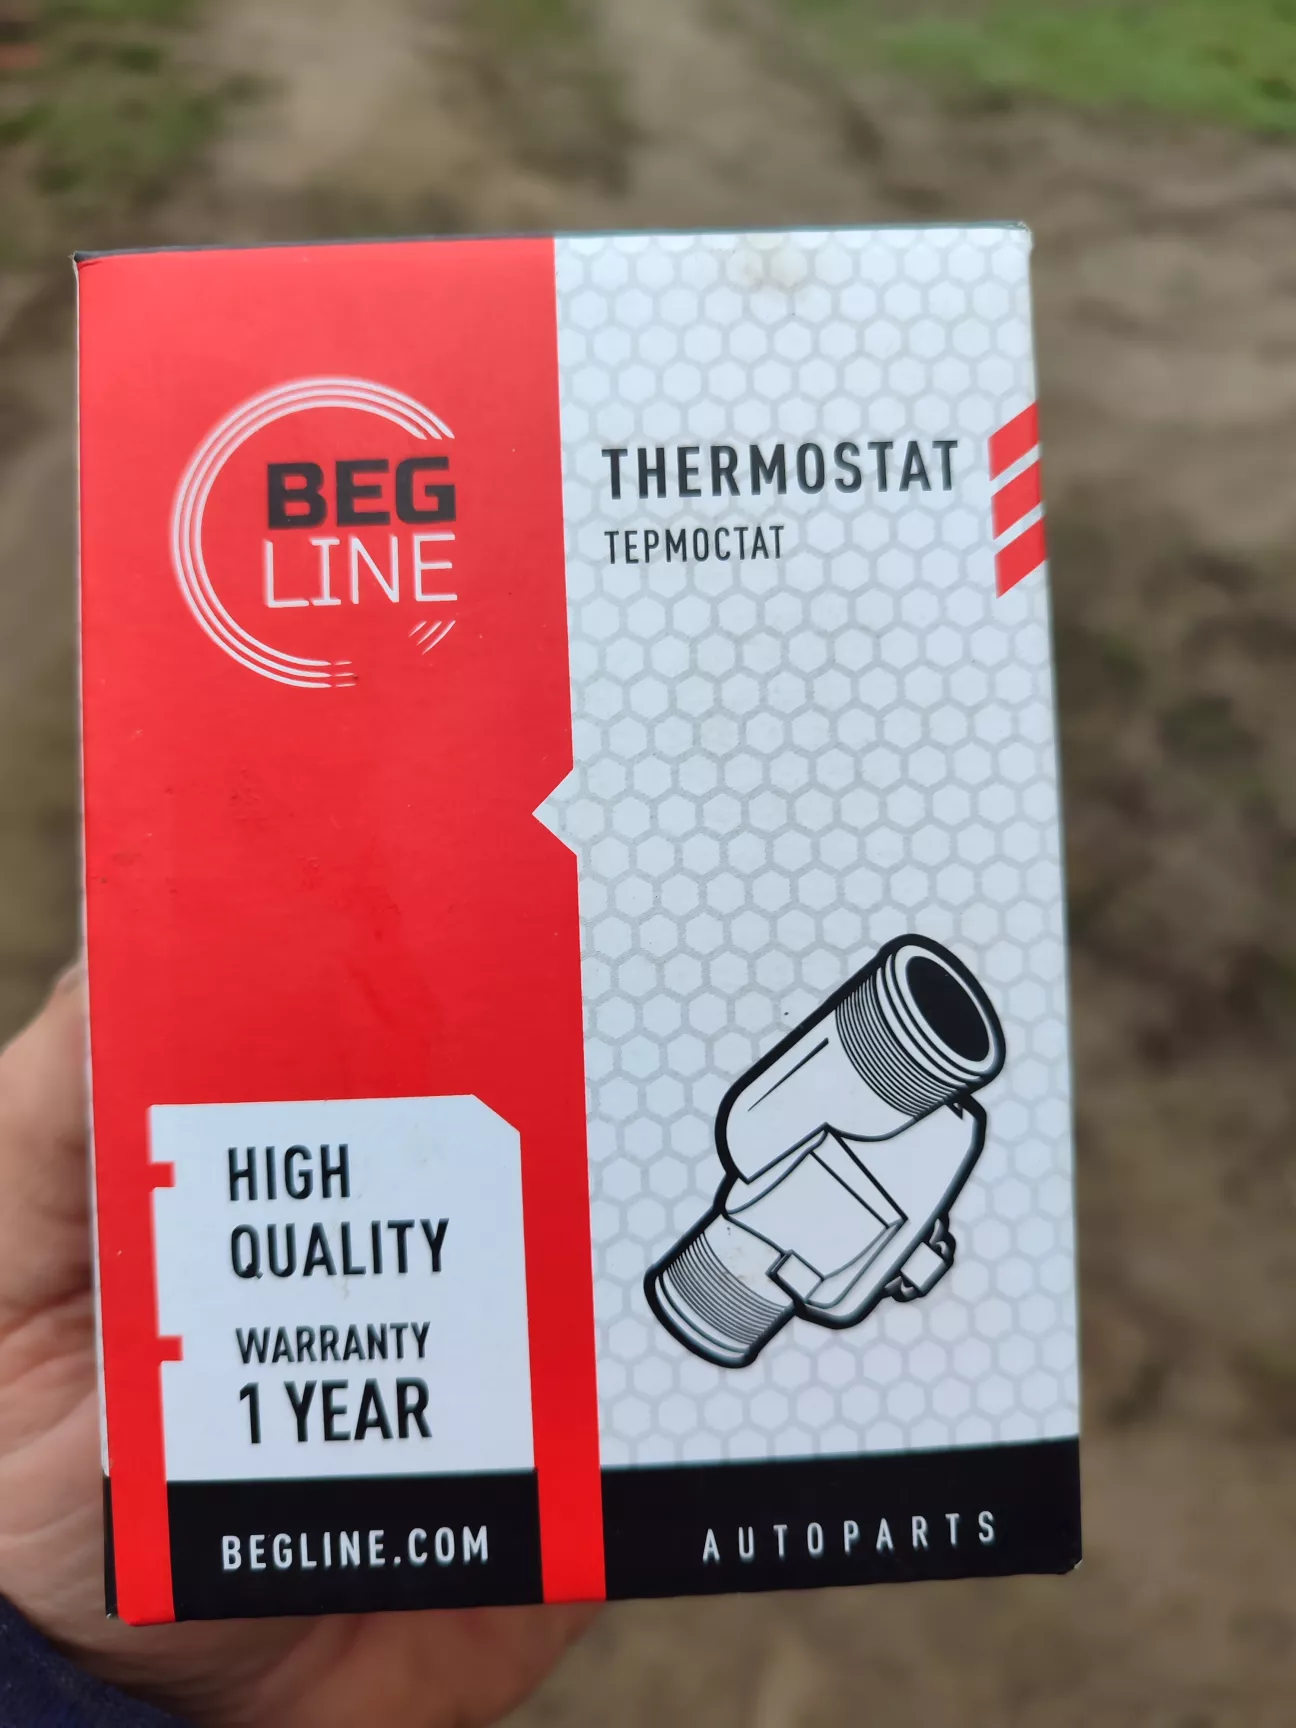 BEG
LINE
THERMOSTAT
ТЕРМОСТАТ
HIGH
QUALITY
WARRANTY
1 YEAR
BEGLINE.COM
AUTOPARTS